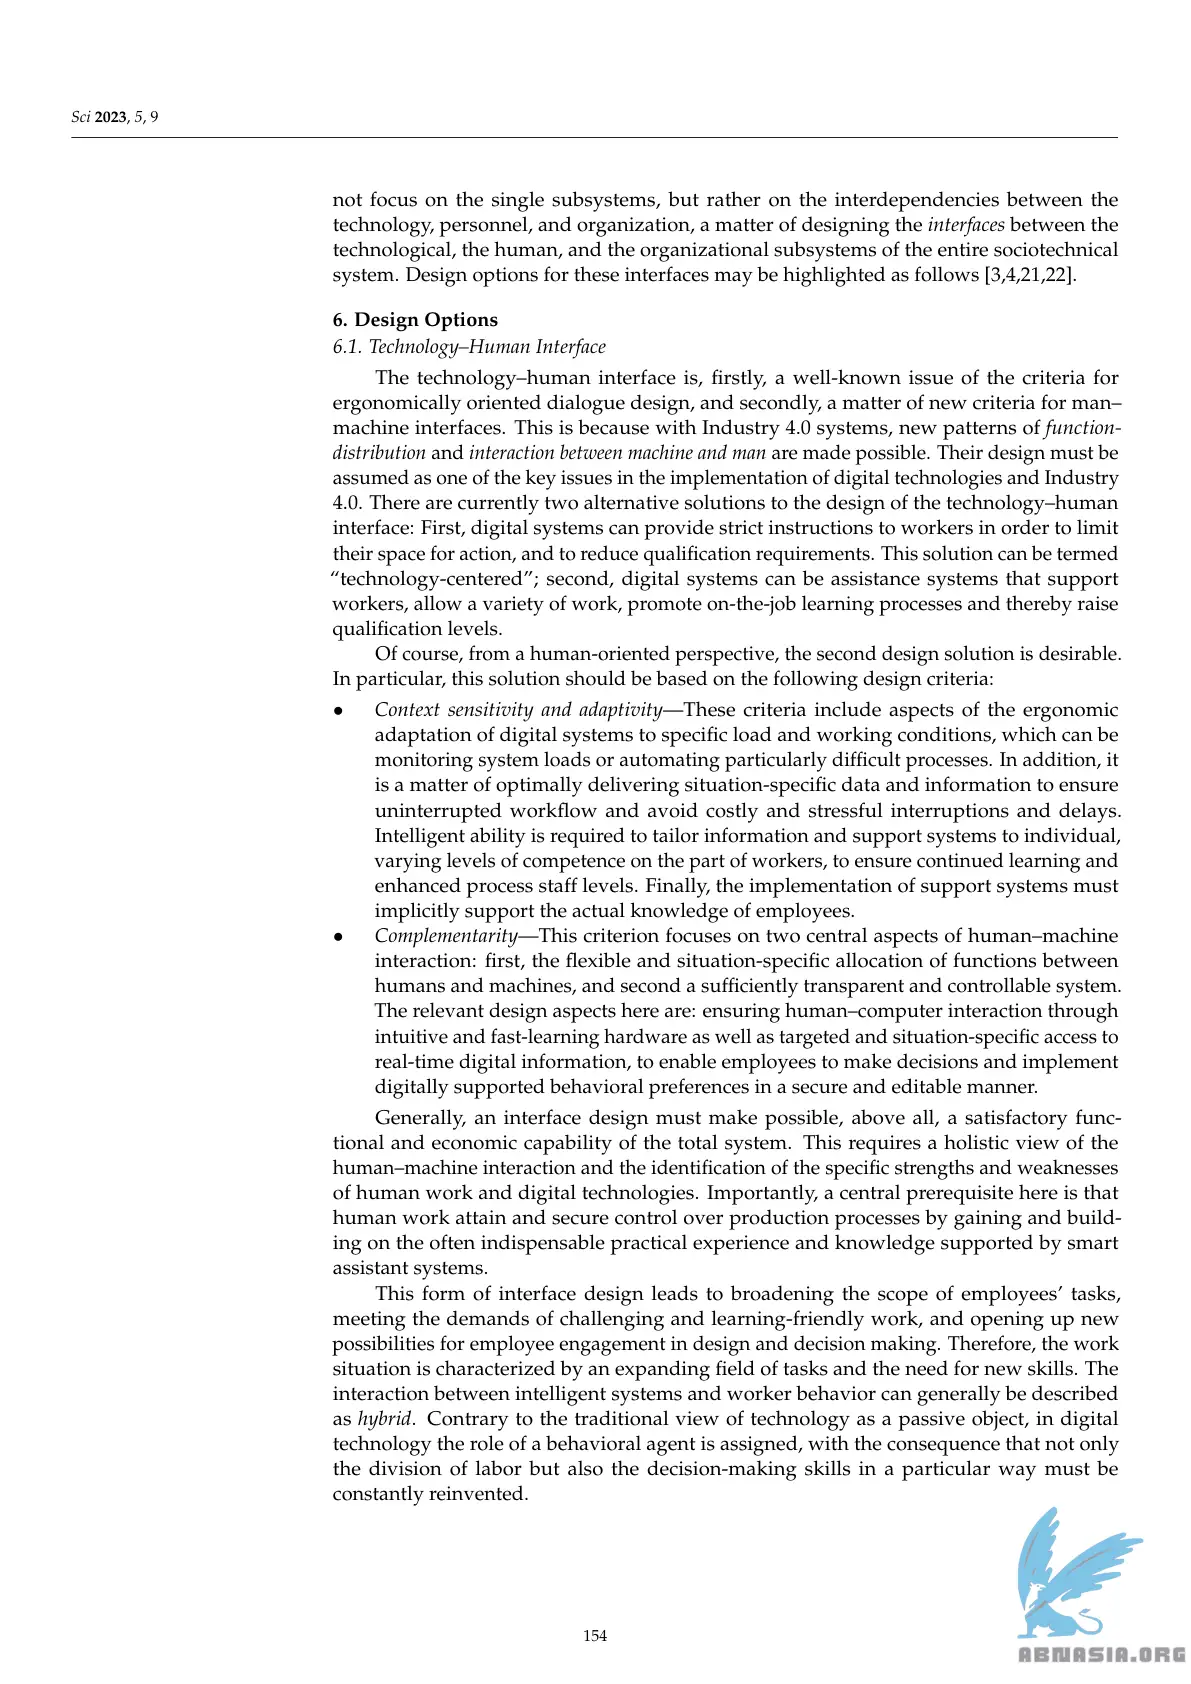 Sci 2023, 5, 9
not focus on the single subsystems, but rather on the interdependencies between the
technology, personnel, and organization, a matter of designing the interfaces between the
technological, the human, and the organizational subsystems of the entire sociotechnical
system. Design options for these interfaces may be highlighted as follows [3,4,21,22].
6. Design Options
6.1. Technology–Human Interface
The technology–human interface is, firstly, a well-known issue of the criteria for
ergonomically oriented dialogue design, and secondly, a matter of new criteria for man–
machine interfaces. This is because with Industry 4.0 systems, new patterns of function-
distribution and interaction between machine and man are made possible. Their design must be
assumed as one of the key issues in the implementation of digital technologies and Industry
4.0. There are currently two alternative solutions to the design of the technology–human
interface: First, digital systems can provide strict instructions to workers in order to limit
their space for action, and to reduce qualification requirements. This solution can be termed
“technology-centered”; second, digital systems can be assistance systems that support
workers, allow a variety of work, promote on-the-job learning processes and thereby raise
qualification levels.
Of course, from a human-oriented perspective, the second design solution is desirable.
In particular, this solution should be based on the following design criteria:
• Context sensitivity and adaptivity—These criteria include aspects of the ergonomic
adaptation of digital systems to specific load and working conditions, which can be
monitoring system loads or automating particularly difficult processes. In addition, it
is a matter of optimally delivering situation-specific data and information to ensure
uninterrupted workflow and avoid costly and stressful interruptions and delays.
Intelligent ability is required to tailor information and support systems to individual,
varying levels of competence on the part of workers, to ensure continued learning and
enhanced process staff levels. Finally, the implementation of support systems must
implicitly support the actual knowledge of employees.
• Complementarity—This criterion focuses on two central aspects of human–machine
interaction: first, the flexible and situation-specific allocation of functions between
humans and machines, and second a sufficiently transparent and controllable system.
The relevant design aspects here are: ensuring human–computer interaction through
intuitive and fast-learning hardware as well as targeted and situation-specific access to
real-time digital information, to enable employees to make decisions and implement
digitally supported behavioral preferences in a secure and editable manner.
Generally, an interface design must make possible, above all, a satisfactory func-
tional and economic capability of the total system. This requires a holistic view of the
human–machine interaction and the identification of the specific strengths and weaknesses
of human work and digital technologies. Importantly, a central prerequisite here is that
human work attain and secure control over production processes by gaining and build-
ing on the often indispensable practical experience and knowledge supported by smart
assistant systems.
This form of interface design leads to broadening the scope of employees’ tasks,
meeting the demands of challenging and learning-friendly work, and opening up new
possibilities for employee engagement in design and decision making. Therefore, the work
situation is characterized by an expanding field of tasks and the need for new skills. The
interaction between intelligent systems and worker behavior can generally be described
as hybrid. Contrary to the traditional view of technology as a passive object, in digital
technology the role of a behavioral agent is assigned, with the consequence that not only
the division of labor but also the decision-making skills in a particular way must be
constantly reinvented.
154
ABNASIA.ORG